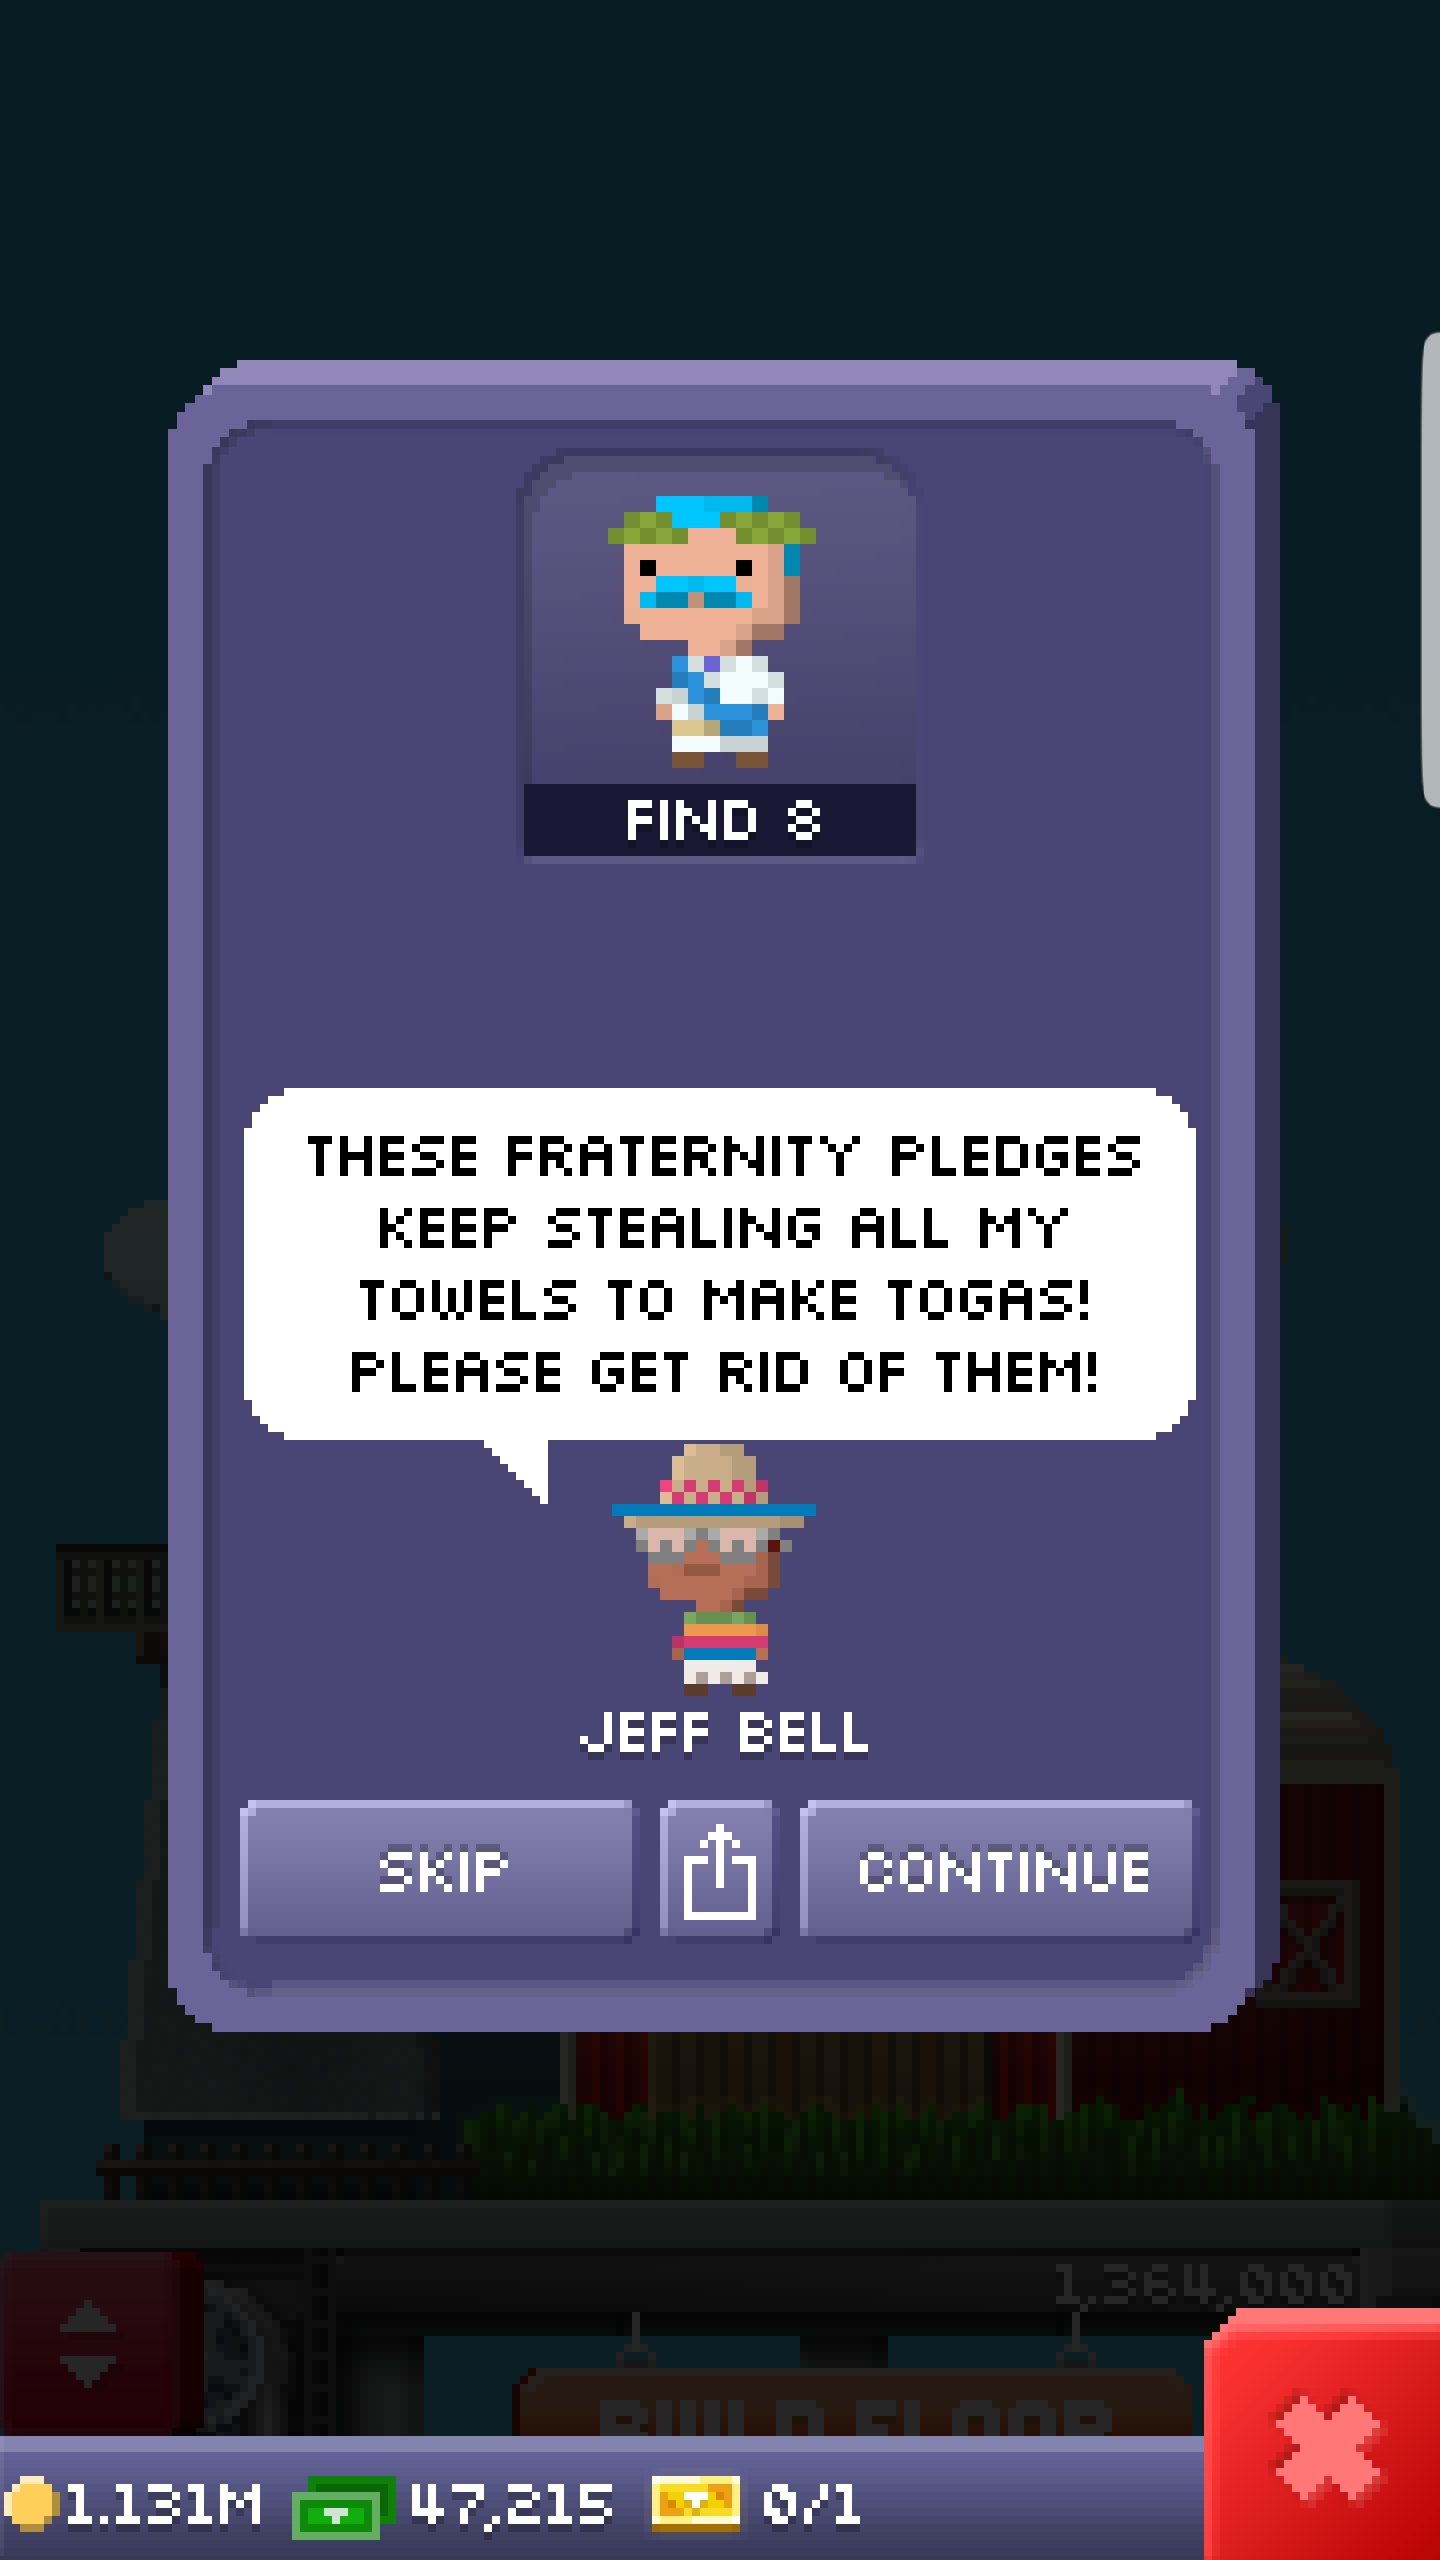 FIND 8
THESE FRATERNITY PLEDGES
KEEP STEALING ALL MY
TOWELS TO MAKE TOGAS!
PLEASE GET RID OF THEM!
JEFF BELL
SKIP
CONTINUE
1,364,000
BUILD FLOOR
1.131M 47,215 0/1